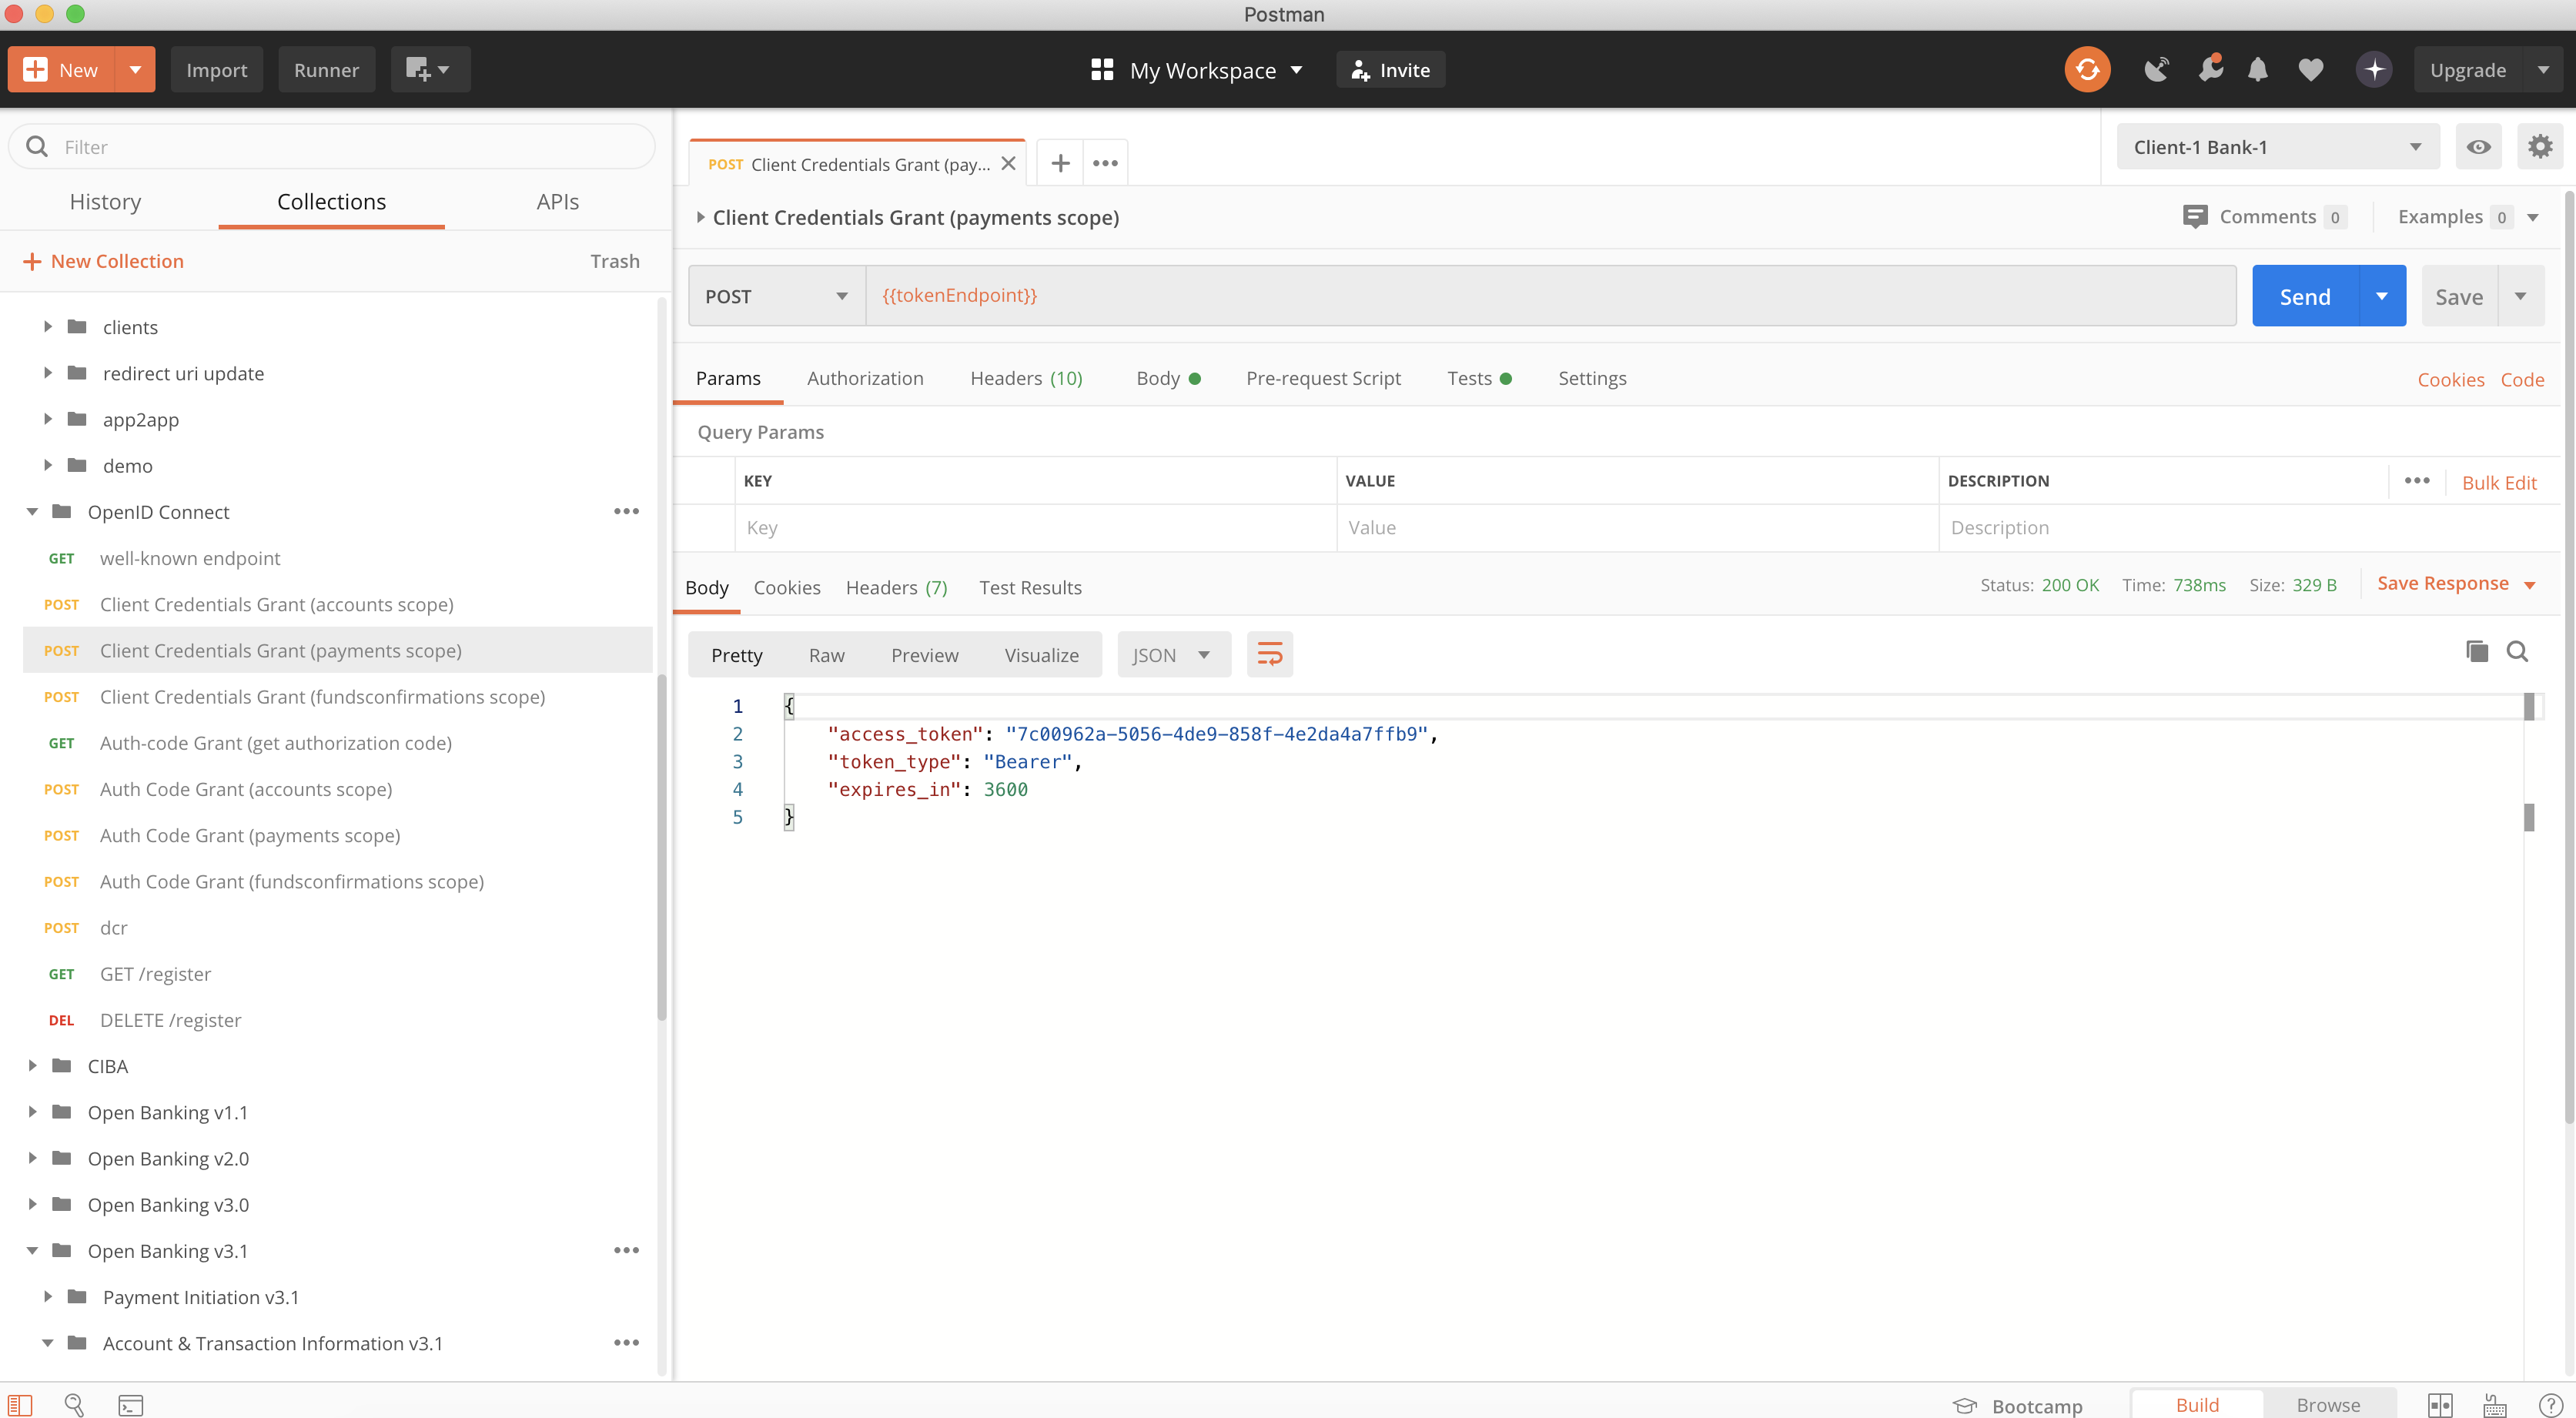 Postman
New
Import
Runner
My Workspace
Invite
Upgrade
Filter
History
Collections
APIs
New Collection
Trash
clients
redirect uri update
app2app
demo
OpenID Connect
GET well-known endpoint
POST Client Credentials Grant (accounts scope)
POST Client Credentials Grant (payments scope)
POST Client Credentials Grant (fundsconfirmations scope)
GET Auth-code Grant (get authorization code)
POST Auth Code Grant (accounts scope)
POST Auth Code Grant (payments scope)
POST Auth Code Grant (fundsconfirmations scope)
POST dcr
GET GET /register
DEL DELETE /register
CIBA
Open Banking v1.1
Open Banking v2.0
Open Banking v3.0
Open Banking v3.1
Payment Initiation v3.1
Account & Transaction Information v3.1
POST Client Credentials Grant (pay...
Client-1 Bank-1
Client Credentials Grant (payments scope)
Comments 0
Examples 0
POST
{{tokenEndpoint}}
Send
Save
Params
Authorization
Headers (10)
Body
Pre-request Script
Tests
Settings
Cookies
Code
Query Params
KEY
VALUE
DESCRIPTION
Bulk Edit
Key
Value
Description
Body
Cookies
Headers (7)
Test Results
Status: 200 OK
Time: 738ms
Size: 329 B
Save Response
Pretty
Raw
Preview
Visualize
JSON
1 {
2 "access_token": "7c00962a-5056-4de9-858f-4e2da4a7ffb9",
3 "token_type": "Bearer",
4 "expires_in": 3600
5 }
Bootcamp
Build
Browse